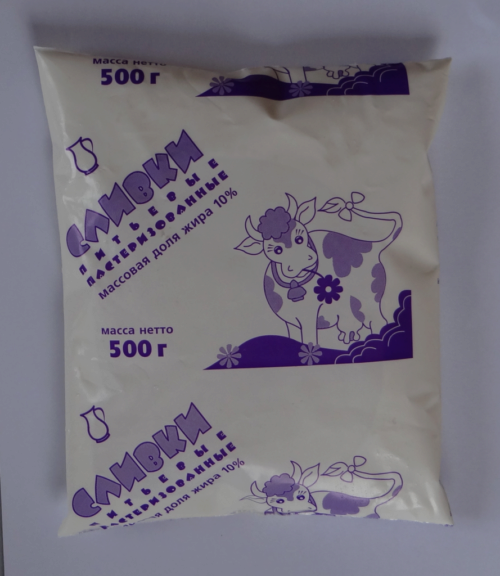 масса нетто
500 г
СЛИВКИ
ПИТЬЕВЫЕ
ПАСТЕРИЗОВАННЫЕ
массовая доля жира 10%
масса нетто
500 г
СЛИВКИ
ПИТЬЕВЫЕ
ПАСТЕРИЗОВАННЫЕ
массовая доля жира 10%